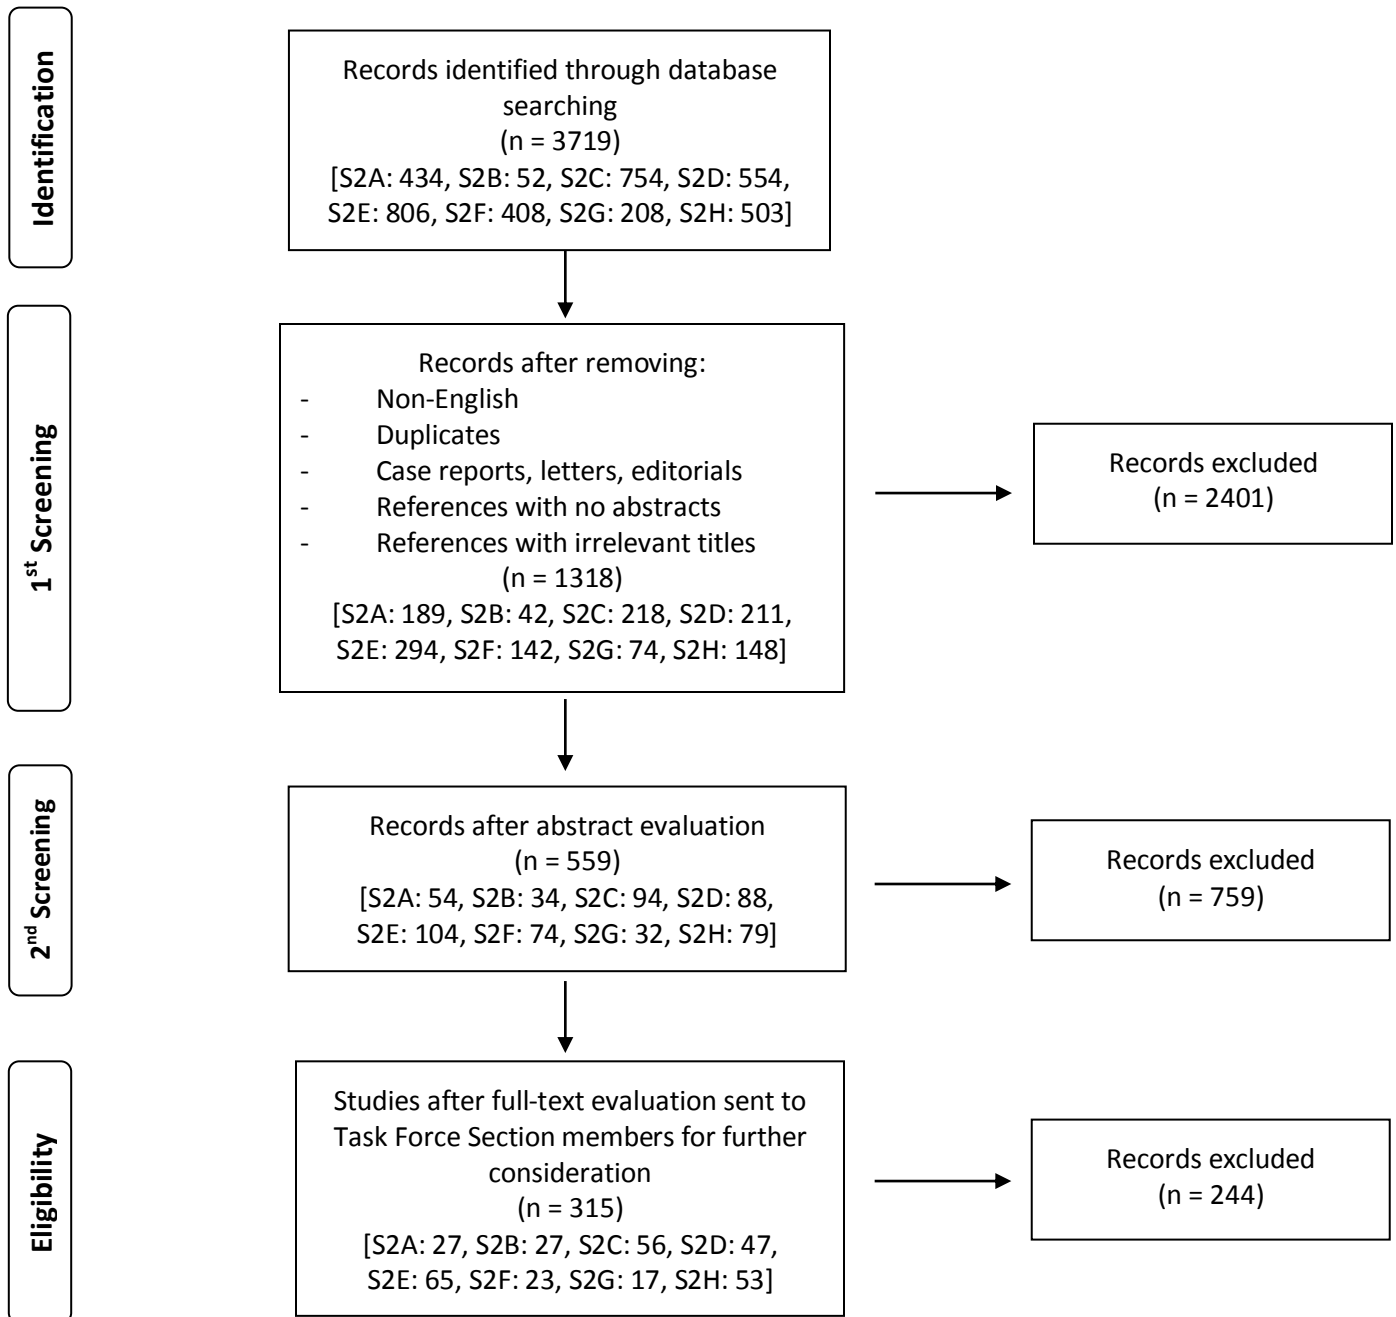 Identification
Records identified through database
searching
(n = 3719)
[S2A: 434, S2B: 52, S2C: 754, S2D: 554,
S2E: 806, S2F: 408, S2G: 208, S2H: 503]
1st Screening
Records after removing:
- Non-English
- Duplicates
- Case reports, letters, editorials
- References with no abstracts
- References with irrelevant titles
(n = 1318)
[S2A: 189, S2B: 42, S2C: 218, S2D: 211,
S2E: 294, S2F: 142, S2G: 74, S2H: 148]
Records excluded
(n = 2401)
2nd Screening
Records after abstract evaluation
(n = 559)
[S2A: 54, S2B: 34, S2C: 94, S2D: 88,
S2E: 104, S2F: 74, S2G: 32, S2H: 79]
Records excluded
(n = 759)
Eligibility
Studies after full-text evaluation sent to
Task Force Section members for further
consideration
(n = 315)
[S2A: 27, S2B: 27, S2C: 56, S2D: 47,
S2E: 65, S2F: 23, S2G: 17, S2H: 53]
Records excluded
(n = 244)